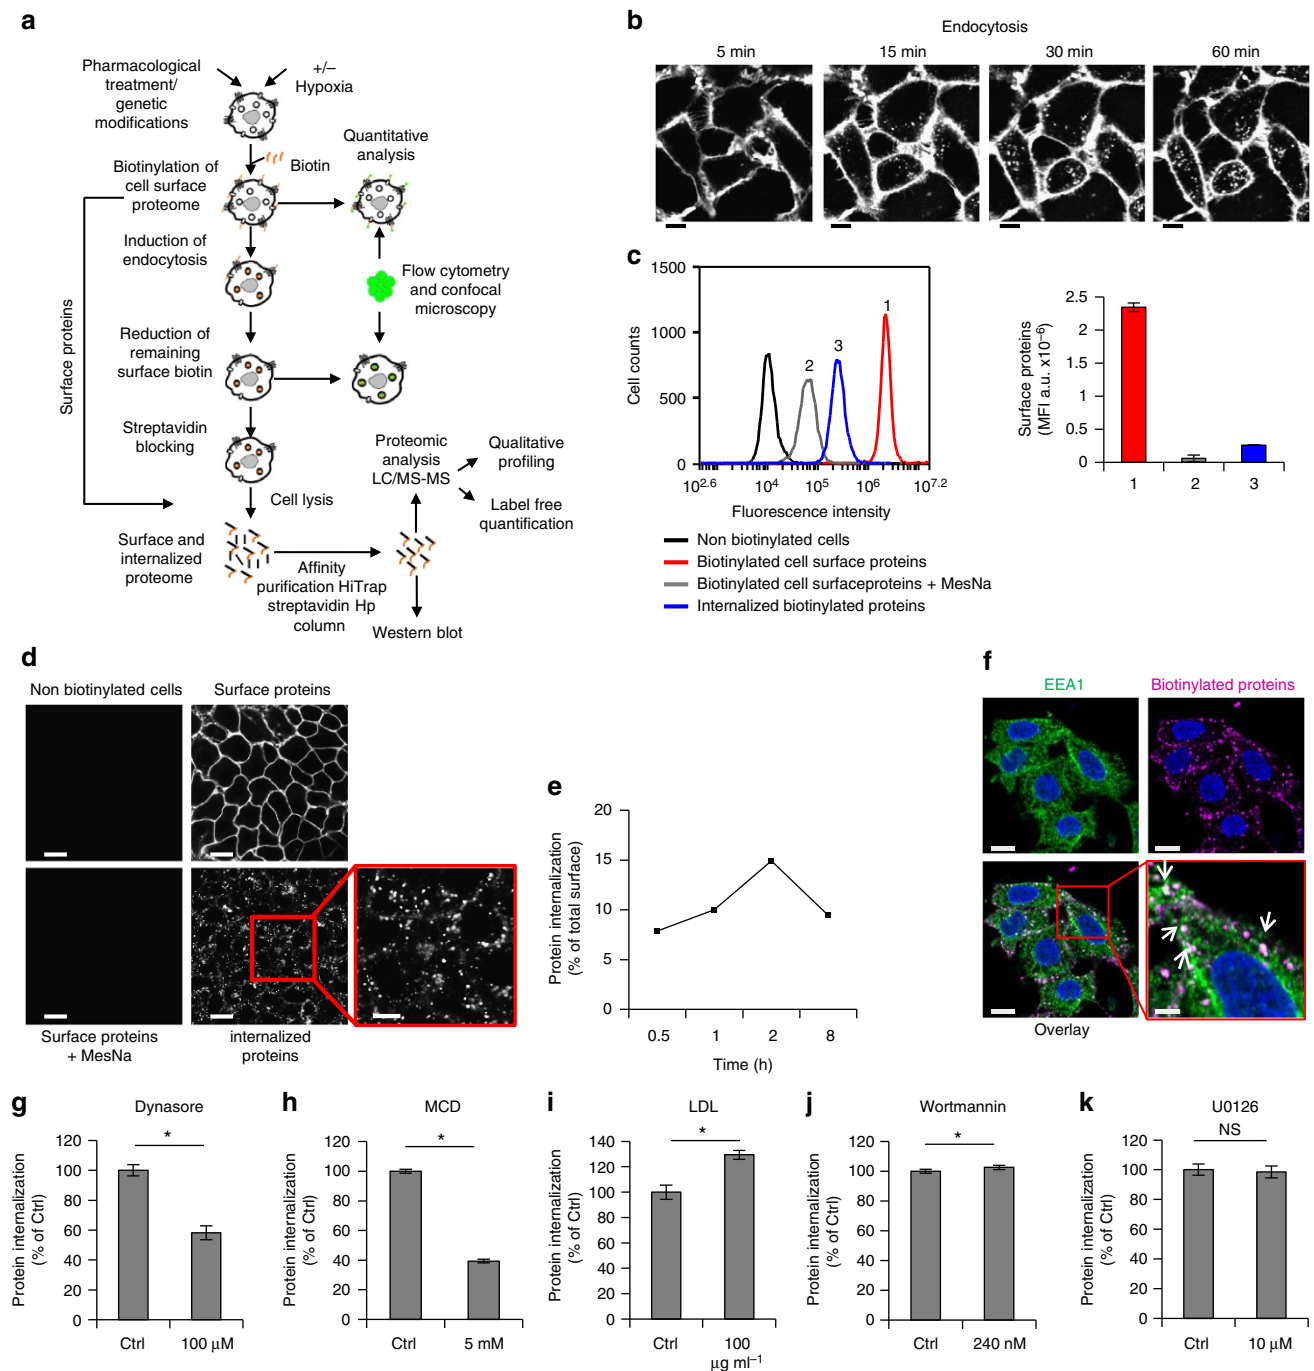 a
Pharmacological
treatment/
genetic
modifications
+/–
Hypoxia
Biotinylation of
cell surface
proteome
Biotin
Quantitative
analysis
Induction of
endocytosis
Flow cytometry
and confocal
microscopy
Surface proteins
Reduction of
remaining
surface biotin
Streptavidin
blocking
Cell lysis
Proteomic
analysis
LC/MS-MS
Qualitative
profiling
Label free
quantification
Surface and
internalized
proteome
Affinity
purification HiTrap
streptavidin Hp
column
Western blot
b
Endocytosis
5 min 15 min 30 min 60 min
c
Cell counts
1500
1000
500
0
1
2
3
10^2.6 10^4 10^5 10^6 10^7.2
Fluorescence intensity
Non biotinylated cells
Biotinylated cell surface proteins
Biotinylated cell surfaceproteins + MesNa
Internalized biotinylated proteins
Surface proteins
(MFI a.u. x10^–6)
2.5
2
1
0.5
0
1 2 3
d
Non biotinylated cells Surface proteins
Surface proteins
+ MesNa
internalized
proteins
e
Protein internalization
(% of total surface)
20
15
10
5
0
0.5 1 2 8
Time (h)
f
EEA1 Biotinylated proteins
Overlay
g
Dynasore
*
Protein internalization
(% of Ctrl)
120
100
80
60
40
20
0
Ctrl 100 μM
h
MCD
*
Protein internalization
(% of Ctrl)
120
100
80
60
40
20
0
Ctrl 5 mM
i
LDL
*
Protein internalization
(% of Ctrl)
140
120
100
80
60
40
20
0
Ctrl 100
μg ml^–1
j
Wortmannin
*
Protein internalization
(% of Ctrl)
120
100
80
60
40
20
0
Ctrl 240 nM
k
U0126
NS
Protein internalization
(% of Ctrl)
120
100
80
60
40
20
0
Ctrl 10 μM